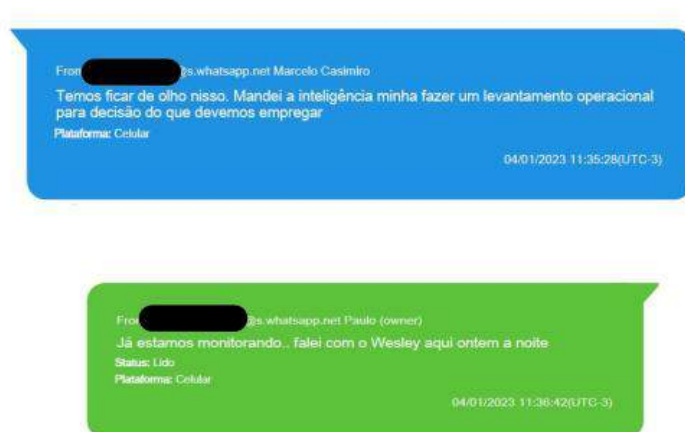 From @s.whatsapp.net Marcelo Casimiro
Temos ficar de olho nisso. Mandei a inteligência minha fazer um levantamento operacional
para decisão do que devemos empregar
Plataforma: Celular
04/01/2023 11:35:28(UTC-3)
From @s.whatsapp.net Paulo (owner)
Já estamos monitorando.. falei com o Wesley aqui ontem a noite
Status: Lido
Plataforma: Celular
04/01/2023 11:36:42(UTC-3)